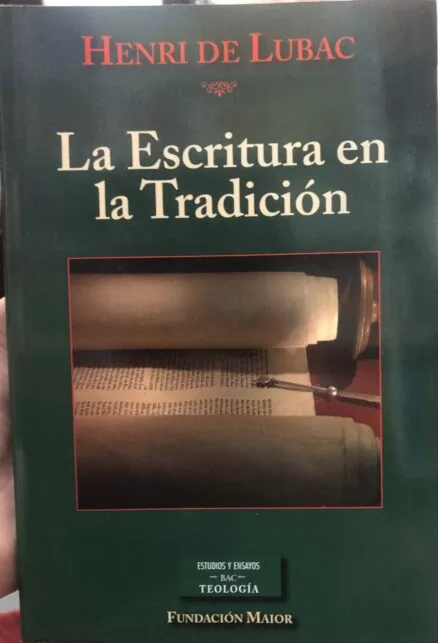 HENRI DE LUBAC
La Escritura en
la Tradición
ESTUDIOS Y ENSAYOS
— BAC —
TEOLOGÍA
FUNDACIÓN MAIOR